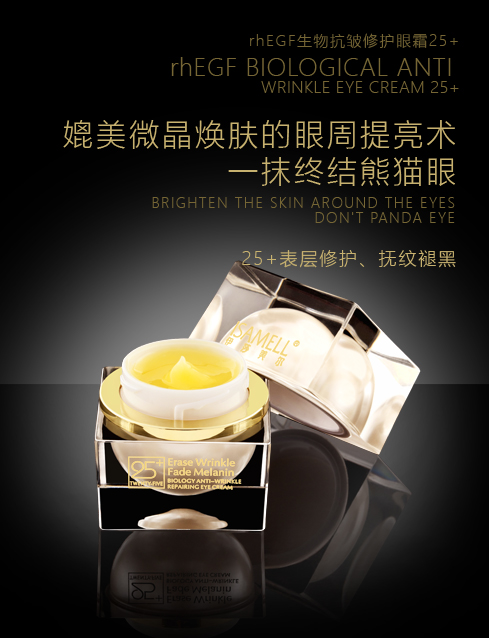 rhEGF生物抗皱修护眼霜25+
rhEGF BIOLOGICAL ANTI
WRINKLE EYE CREAM 25+
媲美微晶焕肤的眼周提亮术
一抹终结熊猫眼
BRIGHTEN THE SKIN AROUND THE EYES
DON'T PANDA EYE
25+表层修护、抚纹褪黑
SAMELL®
25+
TWENTY-FIVE
Erase Wrinkle
Fade Melanin
BIOLOGY ANTI-WRINKLE
REPAIRING EYE CREAM